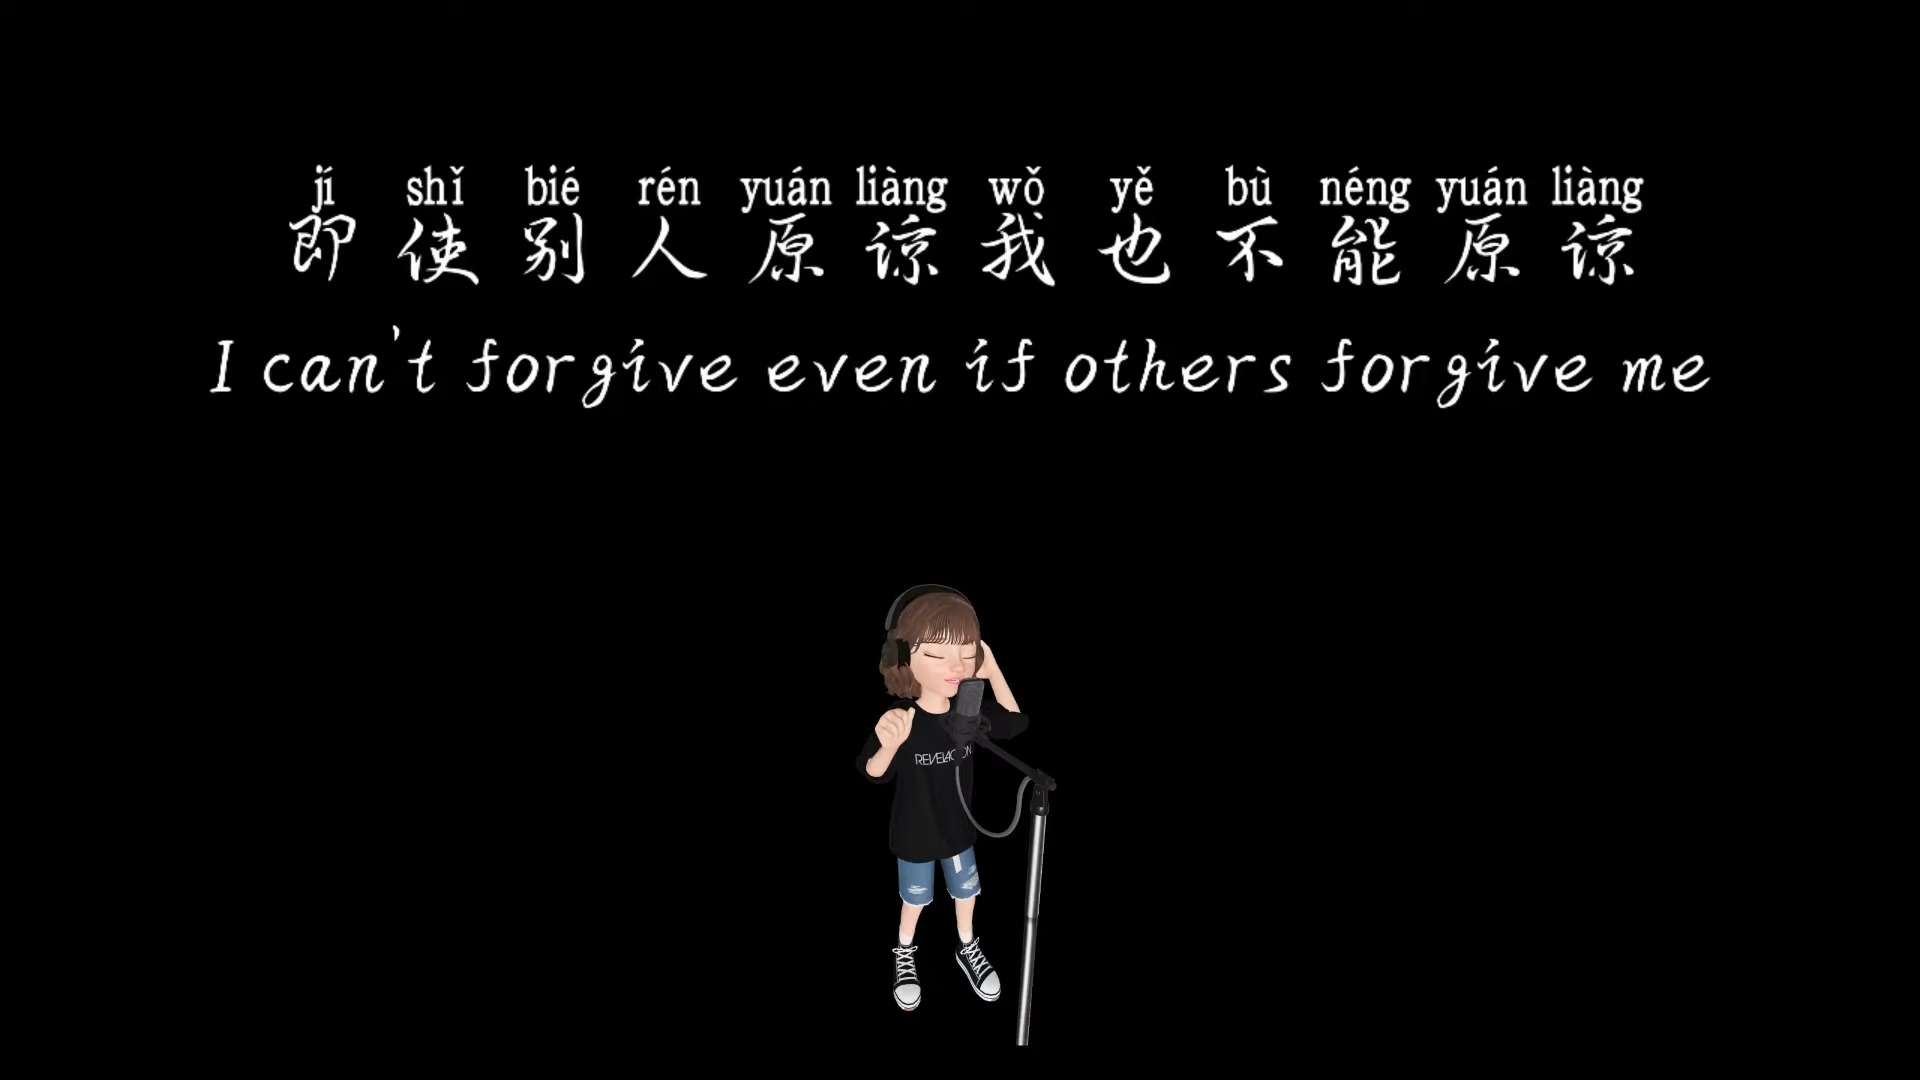 jí shǐ bié rén yuán liàng wǒ yě bù néng yuán liàng
即使别人原谅我也不能原谅
I can't forgive even if others forgive me